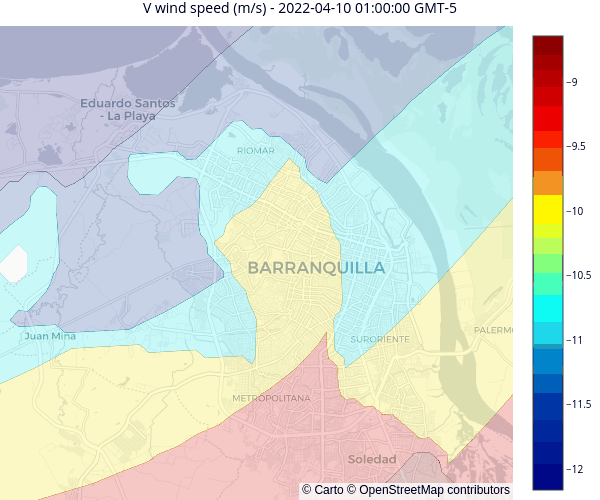 V wind speed (m/s) - 2022-04-10 01:00:00 GMT-5
Eduardo Santos
- La Playa
RIOMAR
BARRANQUILLA
Juan Mina
SURORIENTE
PALERMO
METROPOLITANA
Soledad
−9
−9.5
−10
−10.5
−11
−11.5
−12
© Carto © OpenStreetMap contributors